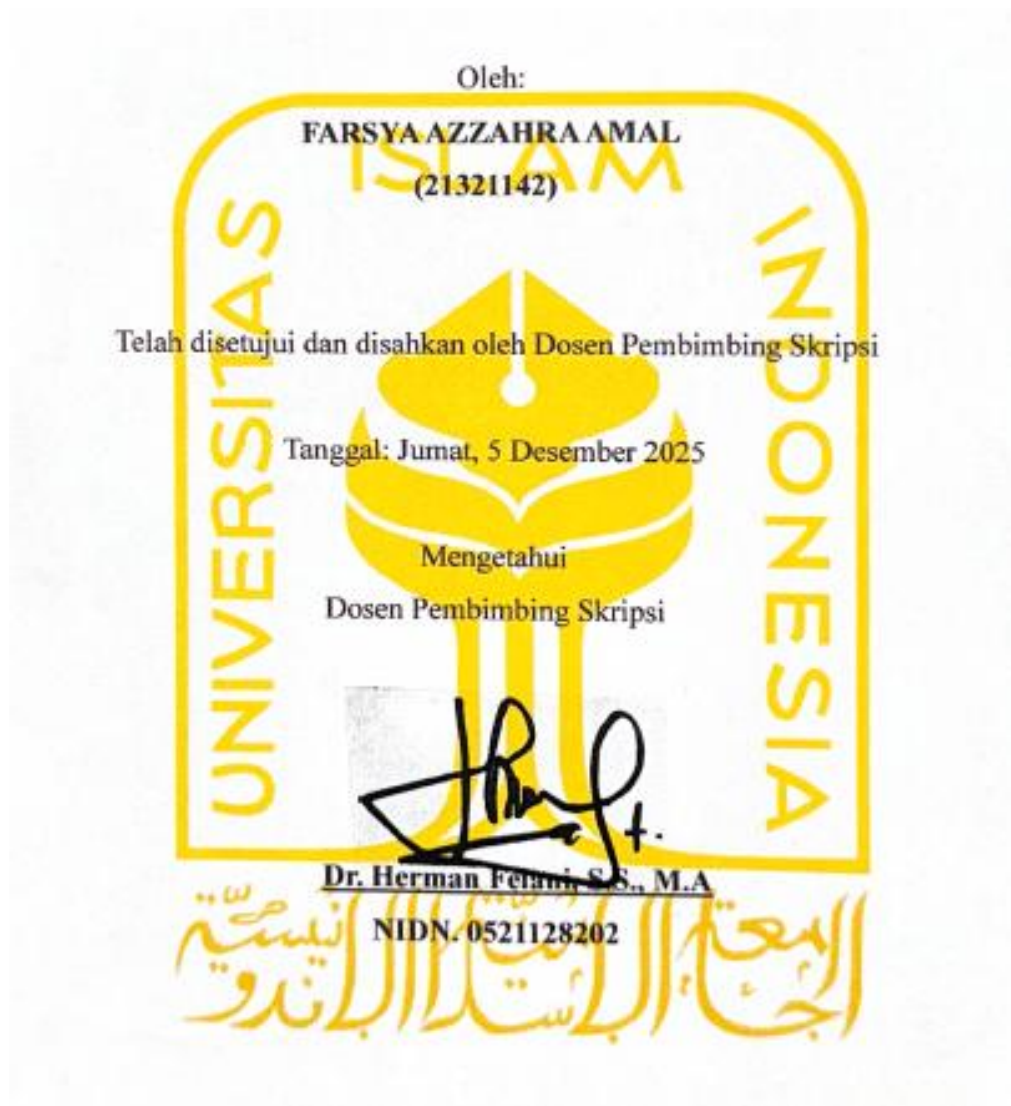 Oleh:
FARSYA AZZAHRA AMAL
(21321142)
Telah disetujui dan disahkan oleh Dosen Pembimbing Skripsi
Tanggal: Jumat, 5 Desember 2025
Mengetahui
Dosen Pembimbing Skripsi
Dr. Herman Felani, S.S., M.A
NIDN. 0521128202
UNIVERSITAS
ISLAM
INDONESIA